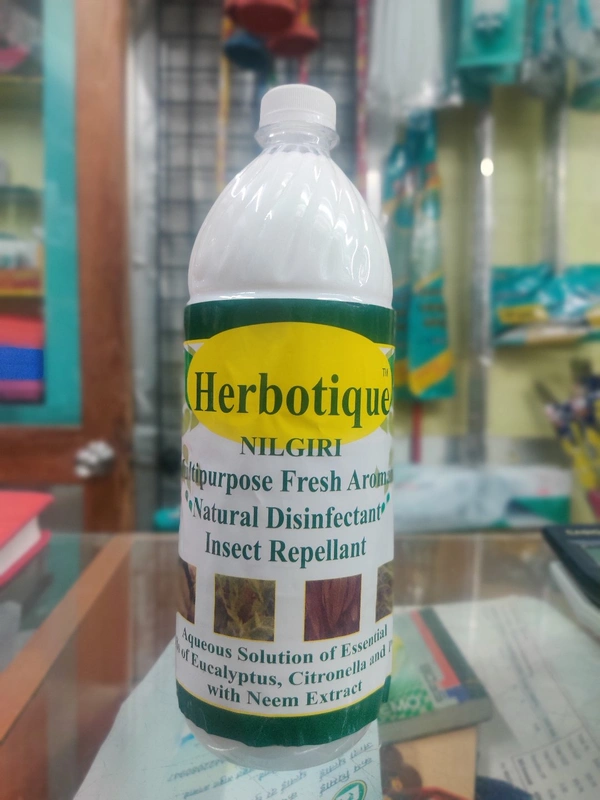 Herbotique TM
NILGIRI
tipurpose Fresh Arom
Natural Disinfectant
Insect Repellant
Aqueous Solution of Essential
of Eucalyptus, Citronella and
with Neem Extract